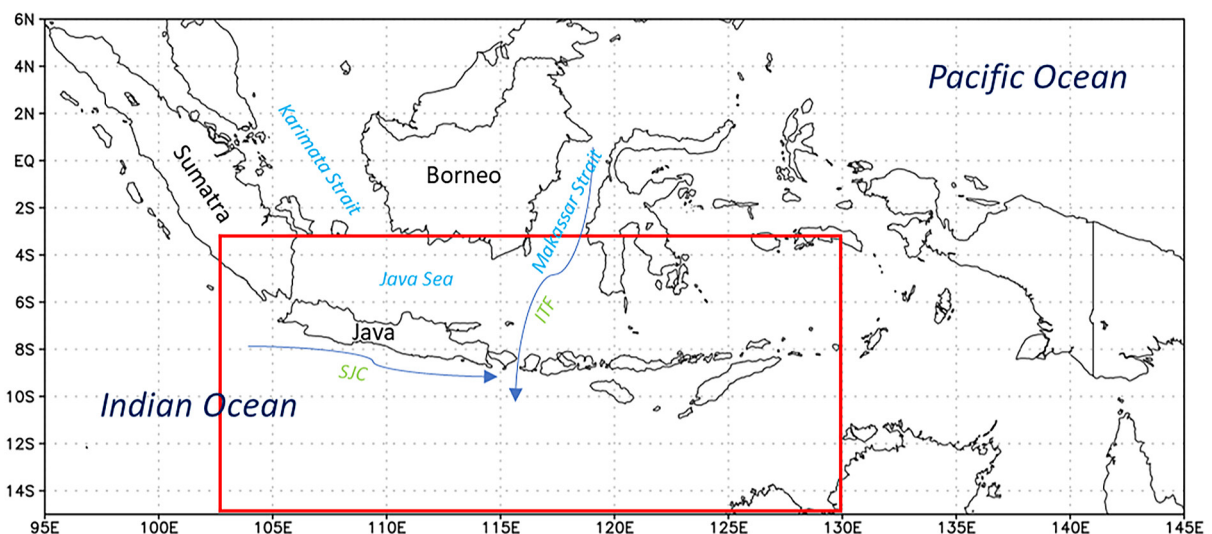 6N
4N
2N
EQ
2S
4S
6S
8S
10S
12S
14S
Pacific Ocean
Karimata Strait
Sumatra
Borneo
Makassar Strait
Java Sea
ITF
Java
SJC
Indian Ocean
95E 100E 105E 110E 115E 120E 125E 130E 135E 140E 145E